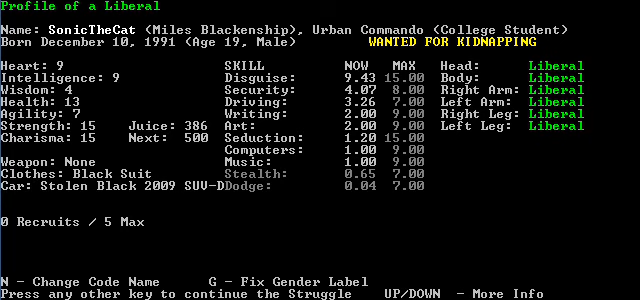 Profile of a Liberal
Name: SonicTheCat (Miles Blackenship), Urban Commando (College Student)
Born December 10, 1991 (Age 19, Male) WANTED FOR KIDNAPPING
Heart: 9 SKILL NOW MAX Head: Liberal
Intelligence: 9 Disguise: 9.43 15.00 Body: Liberal
Wisdom: 4 Security: 4.07 8.00 Right Arm: Liberal
Health: 13 Driving: 3.26 7.00 Left Arm: Liberal
Agility: 7 Writing: 2.00 9.00 Right Leg: Liberal
Strength: 15 Juice: 386 Art: 2.00 9.00 Left Leg: Liberal
Charisma: 15 Next: 500 Seduction: 1.20 15.00
Computers: 1.00 9.00
Weapon: None Music: 1.00 9.00
Clothes: Black Suit Stealth: 0.65 7.00
Car: Stolen Black 2009 SUV-DDodge: 0.04 7.00
0 Recruits / 5 Max
N - Change Code Name G - Fix Gender Label
Press any other key to continue the Struggle UP/DOWN - More Info